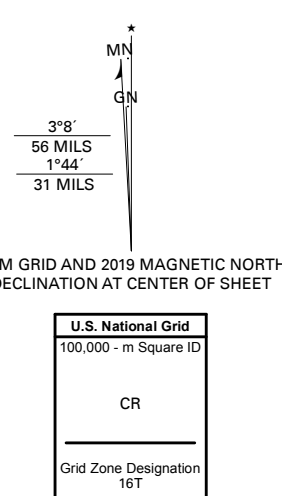 ★
MN
GN
3°8´
56 MILS
1°44´
31 MILS
M GRID AND 2019 MAGNETIC NORTH
DECLINATION AT CENTER OF SHEET
U.S. National Grid
100,000 - m Square ID
CR
Grid Zone Designation
16T